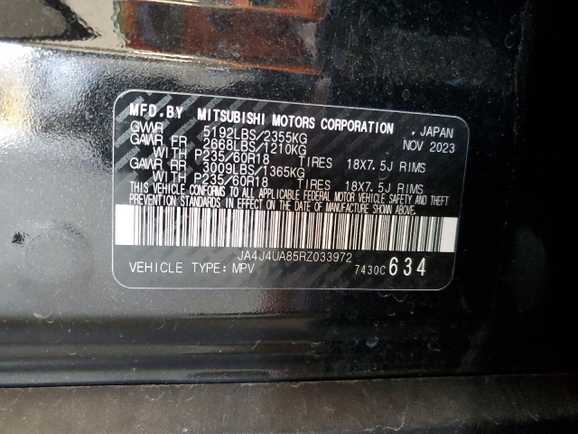 MFD.BY MITSUBISHI MOTORS CORPORATION , JAPAN
GVWR 5192LBS/2355KG NOV 2023
GAWR FR 2668LBS/1210KG
WITH P235/60R18 TIRES 18X7.5J RIMS
GAWR RR 3009LBS/1365KG
WITH P235/60R18 TIRES 18X7.5J RIMS
THIS VEHICLE CONFORMS TO ALL APPLICABLE FEDERAL MOTOR VEHICLE SAFETY AND THEFT
PREVENTION STANDARDS IN EFFECT ON THE DATE OF MANUFACTURE SHOWN ABOVE.
JA4J4UA85RZ033972
VEHICLE TYPE: MPV 7430C 634